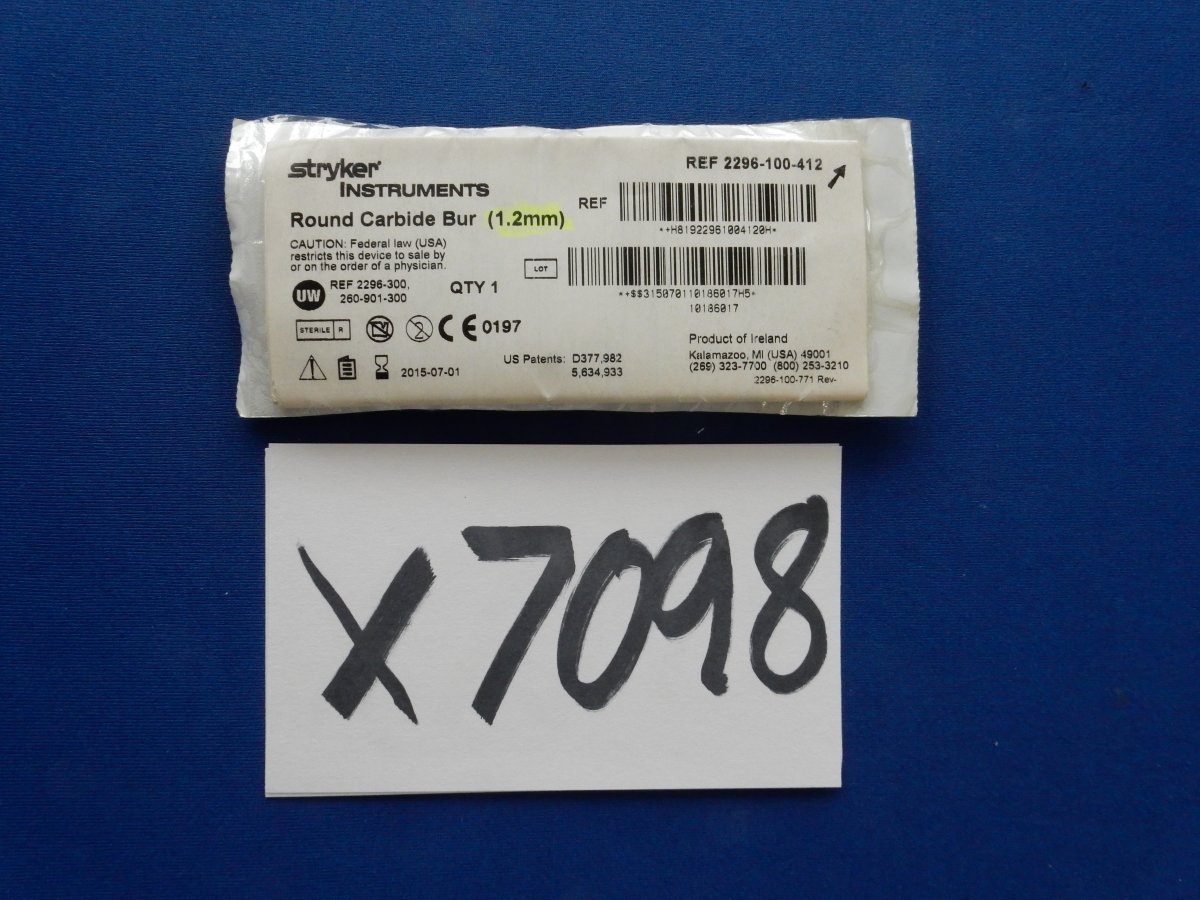 stryker
INSTRUMENTS
Round Carbide Bur (1.2mm)
CAUTION: Federal law (USA)
restricts this device to sale by
or on the order of a physician.
UW REF 2296-300,
260-901-300
QTY 1
STERILE R
2
CE 0197
2015-07-01
US Patents: D377,982
5,634,933
REF 2296-100-412
REF
*+H81922961004120H*
LOT
*+$$315070110186017H5*
10186017
Product of Ireland
Kalamazoo, MI (USA) 49001
(269) 323-7700 (800) 253-3210
2296-100-771 Rev-
X7098